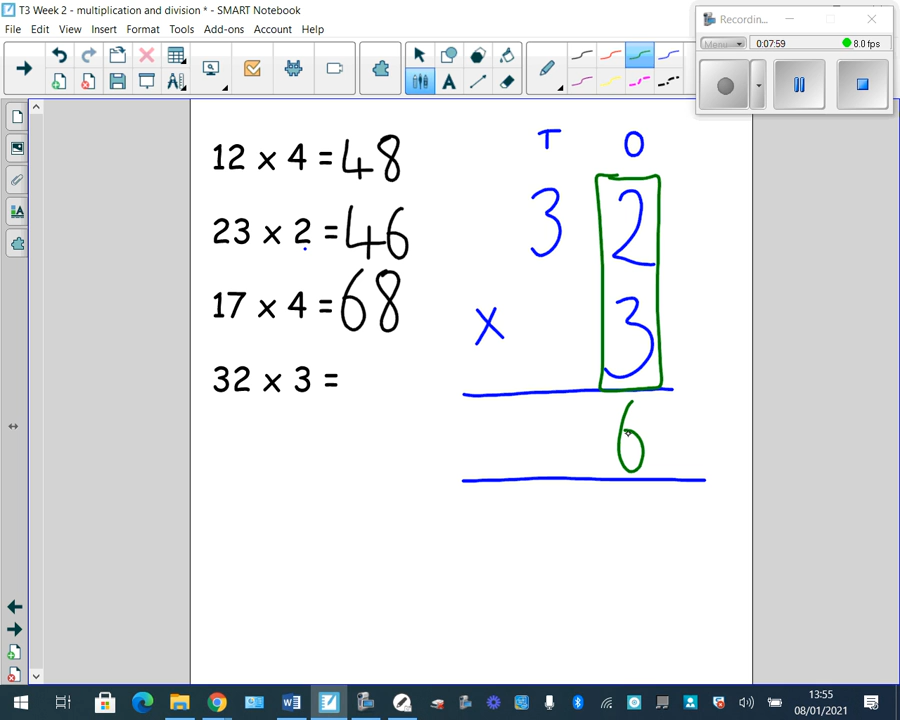 T3 Week 2 - multiplication and division * - SMART Notebook
File Edit View Insert Format Tools Add-ons Account Help
Recordin...
Menu
0:07:59
8.0 fps
A
A
12 x 4 = 48
23 x 2 = 46
17 x 4 = 68
32 x 3 =
T O
3 2
x 3
6
13:55
08/01/2021